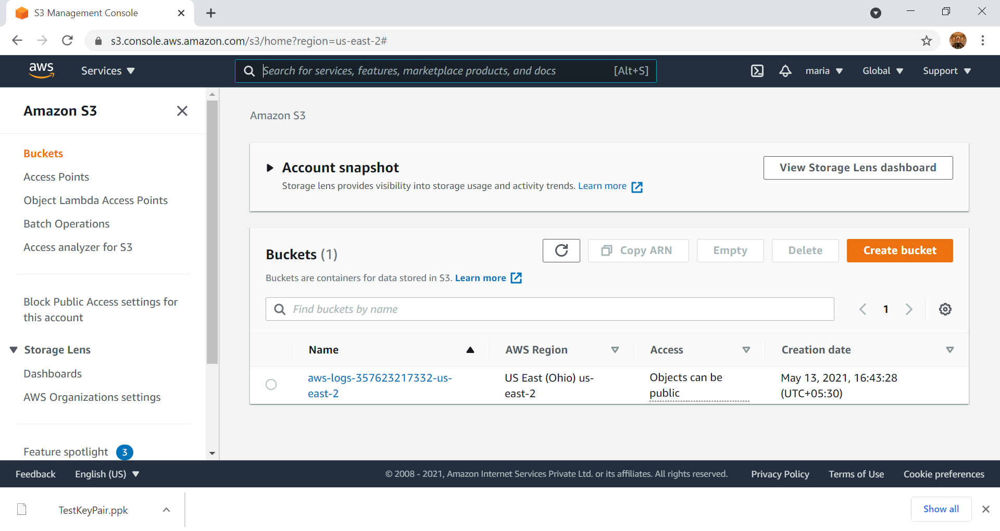 S3 Management Console
s3.console.aws.amazon.com/s3/home?region=us-east-2#
aws
Services
Search for services, features, marketplace products, and docs
[Alt+S]
maria
Global
Support
Amazon S3
Buckets
Access Points
Object Lambda Access Points
Batch Operations
Access analyzer for S3
Block Public Access settings for
this account
Storage Lens
Dashboards
AWS Organizations settings
Feature spotlight 3
Amazon S3
Account snapshot
Storage lens provides visibility into storage usage and activity trends. Learn more
View Storage Lens dashboard
Buckets (1)
Copy ARN
Empty
Delete
Create bucket
Buckets are containers for data stored in S3. Learn more
Find buckets by name
1
Name
AWS Region
Access
Creation date
aws-logs-357623217332-us-
east-2
US East (Ohio) us-
east-2
Objects can be
public
May 13, 2021, 16:43:28
(UTC+05:30)
Feedback
English (US)
© 2008 - 2021, Amazon Internet Services Private Ltd. or its affiliates. All rights reserved.
Privacy Policy
Terms of Use
Cookie preferences
TestKeyPair.ppk
Show all